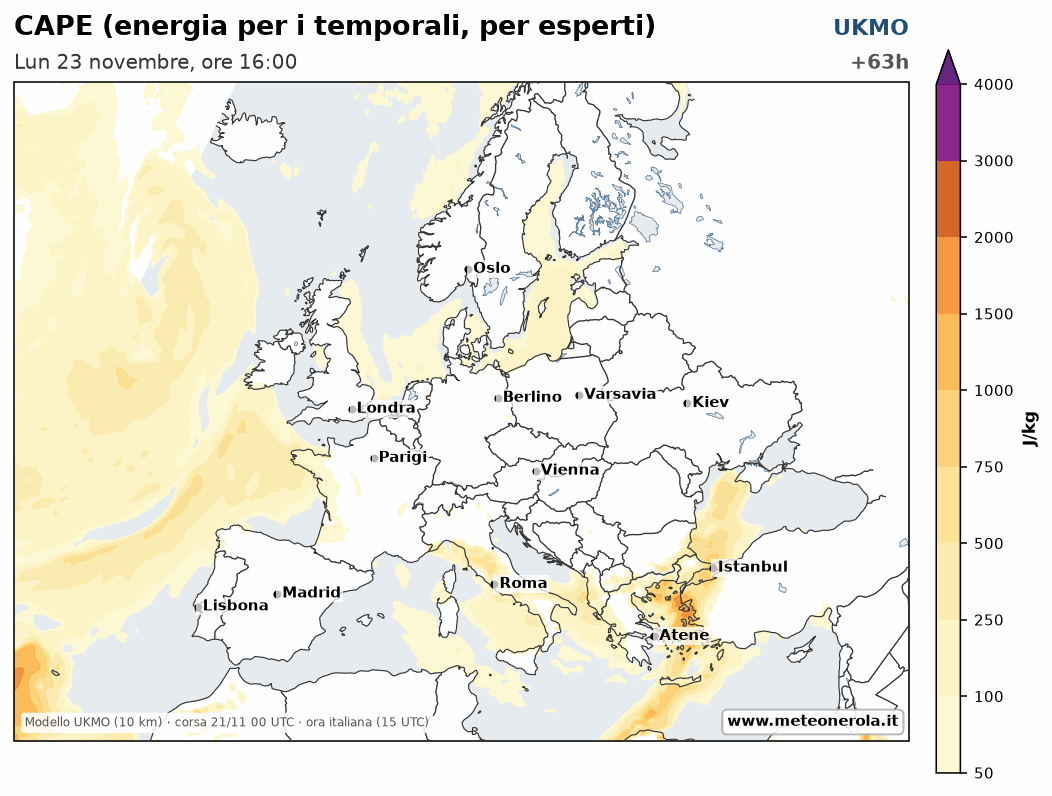 CAPE (energia per i temporali, per esperti)
UKMO
Lun 23 novembre, ore 16:00
+63h
4000
3000
2000
1500
1000
750
500
250
100
50
J/kg
Oslo
Londra
Berlino
Varsavia
Kiev
Parigi
Vienna
Istanbul
Roma
Madrid
Lisbona
Atene
Modello UKMO (10 km) · corsa 21/11 00 UTC · ora italiana (15 UTC)
www.meteonerola.it